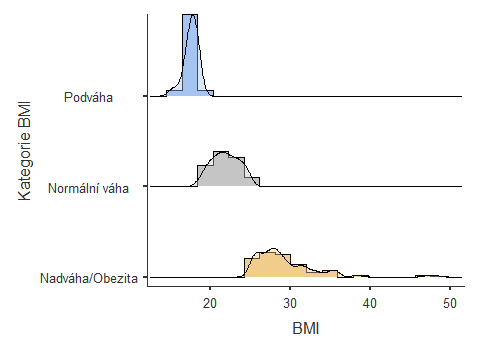 Kategorie BMI
Podváha
Normální váha
Nadváha/Obezita
20 30 40 50
BMI